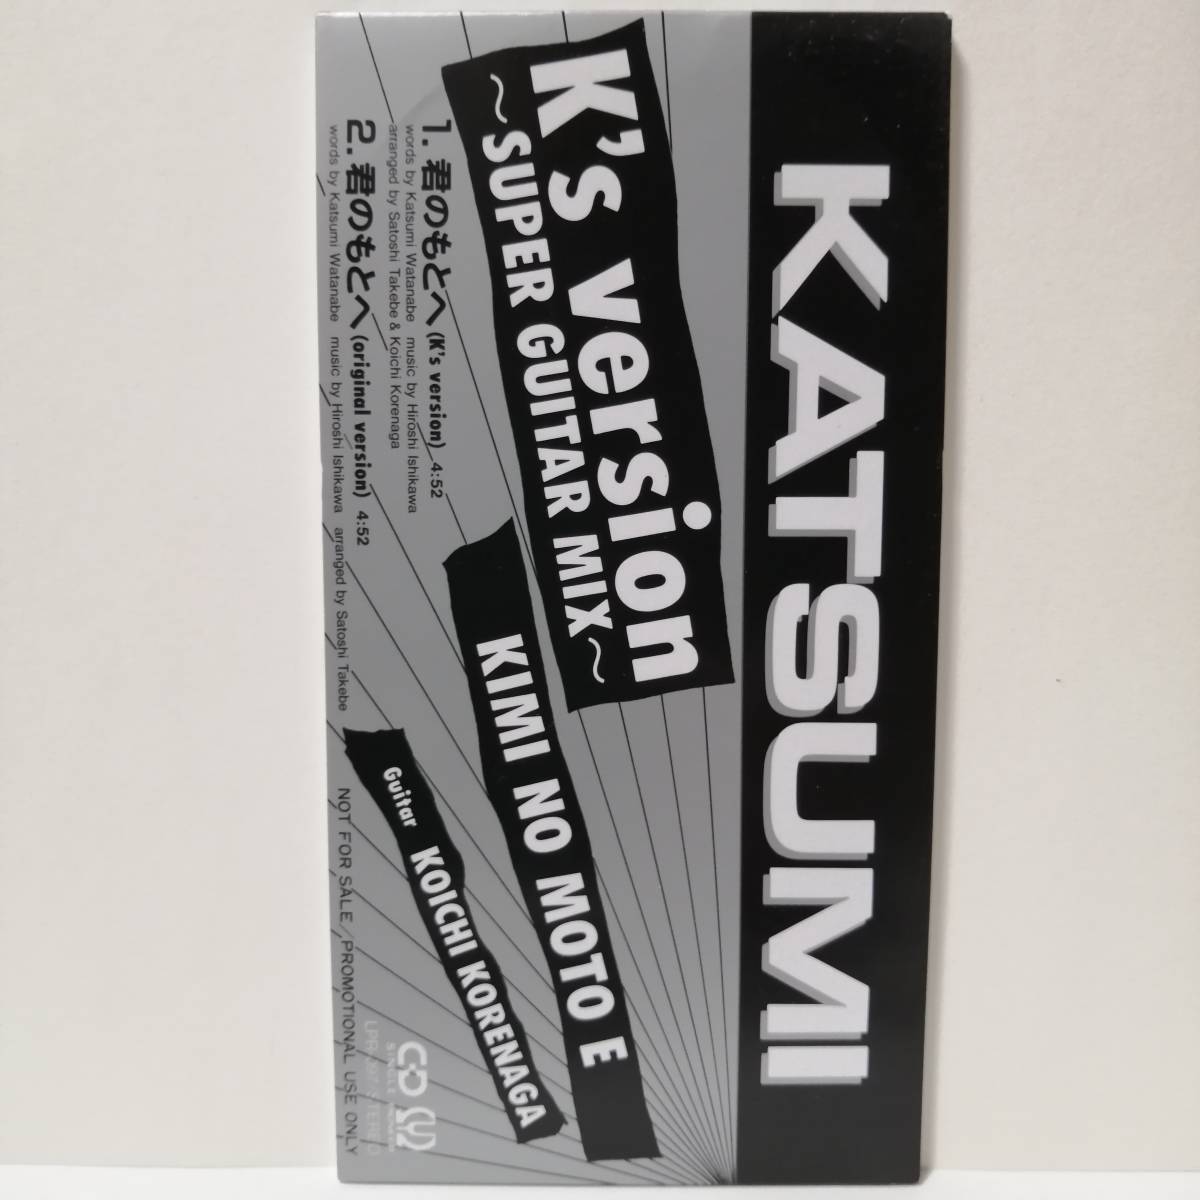 KATSUMI
K's version
～SUPER GUITAR MIX～
KIMI NO MOTO E
Guitar KOICHI KORENAGA
1. 君のもとへ (K's version) 4:52
words by Katsumi Watanabe music by Hiroshi Ishikawa
arranged by Satoshi Takebe & Koichi Korenaga
2. 君のもとへ (original version) 4:52
words by Katsumi Watanabe music by Hiroshi Ishikawa arranged by Satoshi Takebe
NOT FOR SALE／PROMOTIONAL USE ONLY
CD
SINGLE
STEREO